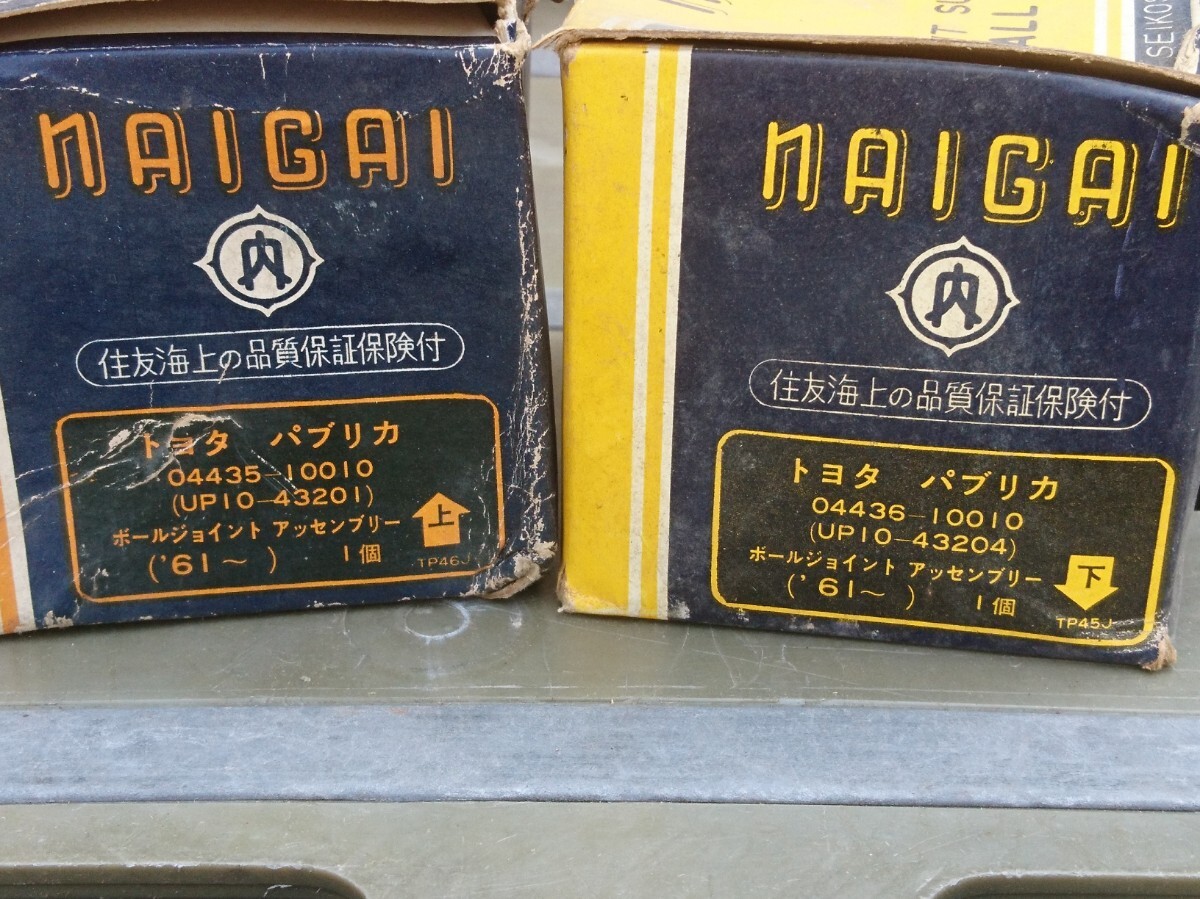 NAIGAI
内
住友海上の品質保証保険付
トヨタ パブリカ
04435-10010
(UP10-43201)
ボールジョイント アッセンブリー
('61~ ) 1個
上
TP46J
SEIKOS
ALL
NAIGAI
内
住友海上の品質保証保険付
トヨタ パブリカ
04436-10010
(UP10-43204)
ボールジョイント アッセンブリー
('61~ ) 1個
下
TP45J